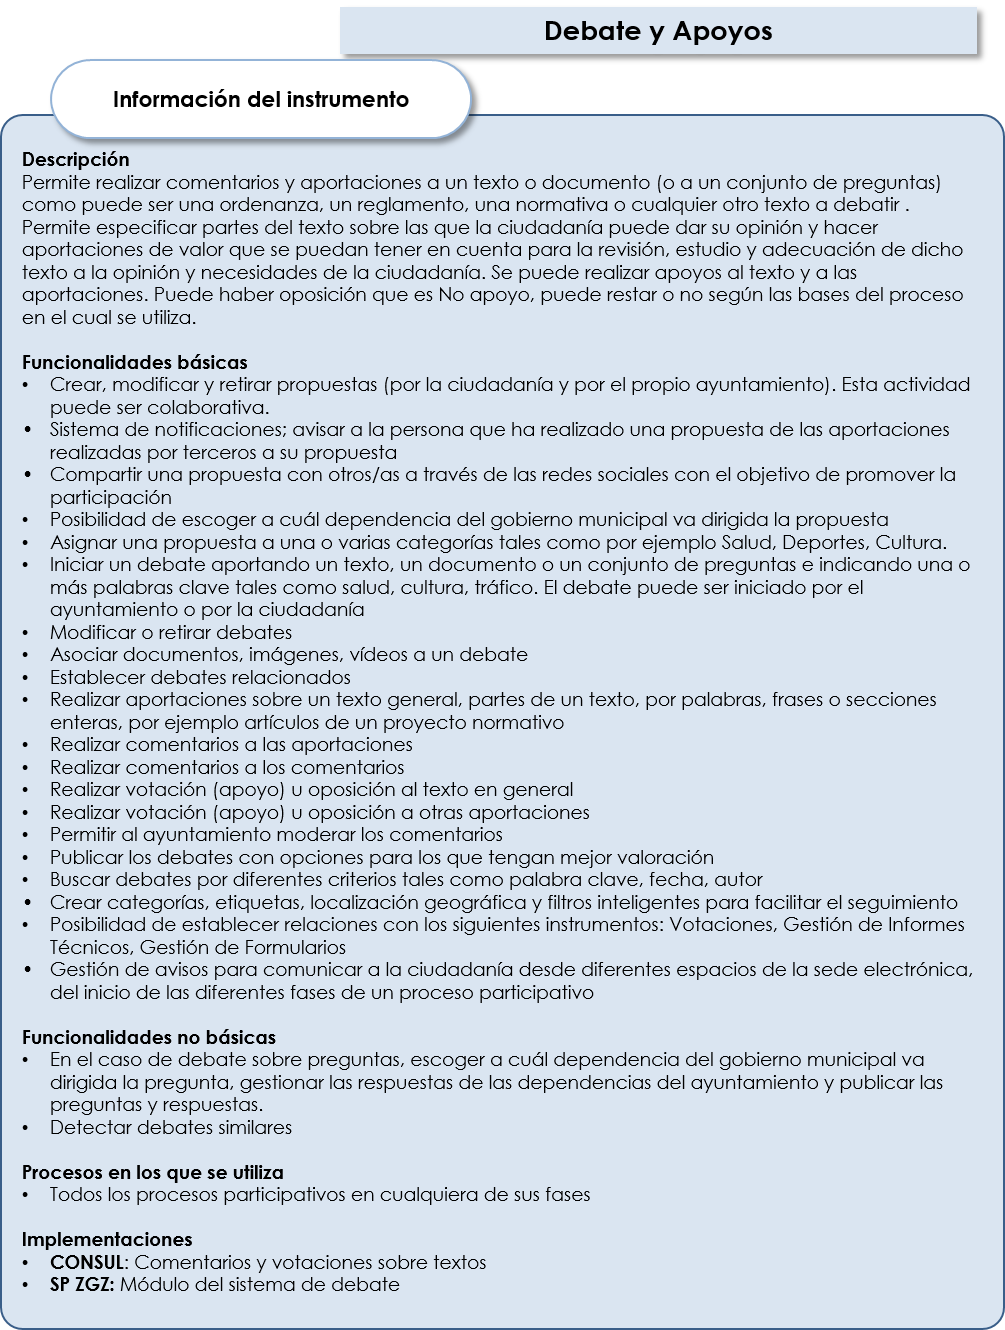 Debate y Apoyos
Información del instrumento
Descripción
Permite realizar comentarios y aportaciones a un texto o documento (o a un conjunto de preguntas)
como puede ser una ordenanza, un reglamento, una normativa o cualquier otro texto a debatir .
Permite especificar partes del texto sobre las que la ciudadanía puede dar su opinión y hacer
aportaciones de valor que se puedan tener en cuenta para la revisión, estudio y adecuación de dicho
texto a la opinión y necesidades de la ciudadanía. Se puede realizar apoyos al texto y a las
aportaciones. Puede haber oposición que es No apoyo, puede restar o no según las bases del proceso
en el cual se utiliza.
Funcionalidades básicas
• Crear, modificar y retirar propuestas (por la ciudadanía y por el propio ayuntamiento). Esta actividad
puede ser colaborativa.
• Sistema de notificaciones; avisar a la persona que ha realizado una propuesta de las aportaciones
realizadas por terceros a su propuesta
• Compartir una propuesta con otros/as a través de las redes sociales con el objetivo de promover la
participación
• Posibilidad de escoger a cuál dependencia del gobierno municipal va dirigida la propuesta
• Asignar una propuesta a una o varias categorías tales como por ejemplo Salud, Deportes, Cultura.
• Iniciar un debate aportando un texto, un documento o un conjunto de preguntas e indicando una o
más palabras clave tales como salud, cultura, tráfico. El debate puede ser iniciado por el
ayuntamiento o por la ciudadanía
• Modificar o retirar debates
• Asociar documentos, imágenes, vídeos a un debate
• Establecer debates relacionados
• Realizar aportaciones sobre un texto general, partes de un texto, por palabras, frases o secciones
enteras, por ejemplo artículos de un proyecto normativo
• Realizar comentarios a las aportaciones
• Realizar comentarios a los comentarios
• Realizar votación (apoyo) u oposición al texto en general
• Realizar votación (apoyo) u oposición a otras aportaciones
• Permitir al ayuntamiento moderar los comentarios
• Publicar los debates con opciones para los que tengan mejor valoración
• Buscar debates por diferentes criterios tales como palabra clave, fecha, autor
• Crear categorías, etiquetas, localización geográfica y filtros inteligentes para facilitar el seguimiento
• Posibilidad de establecer relaciones con los siguientes instrumentos: Votaciones, Gestión de Informes
Técnicos, Gestión de Formularios
• Gestión de avisos para comunicar a la ciudadanía desde diferentes espacios de la sede electrónica,
del inicio de las diferentes fases de un proceso participativo
Funcionalidades no básicas
• En el caso de debate sobre preguntas, escoger a cuál dependencia del gobierno municipal va
dirigida la pregunta, gestionar las respuestas de las dependencias del ayuntamiento y publicar las
preguntas y respuestas.
• Detectar debates similares
Procesos en los que se utiliza
• Todos los procesos participativos en cualquiera de sus fases
Implementaciones
• CONSUL: Comentarios y votaciones sobre textos
• SP ZGZ: Módulo del sistema de debate